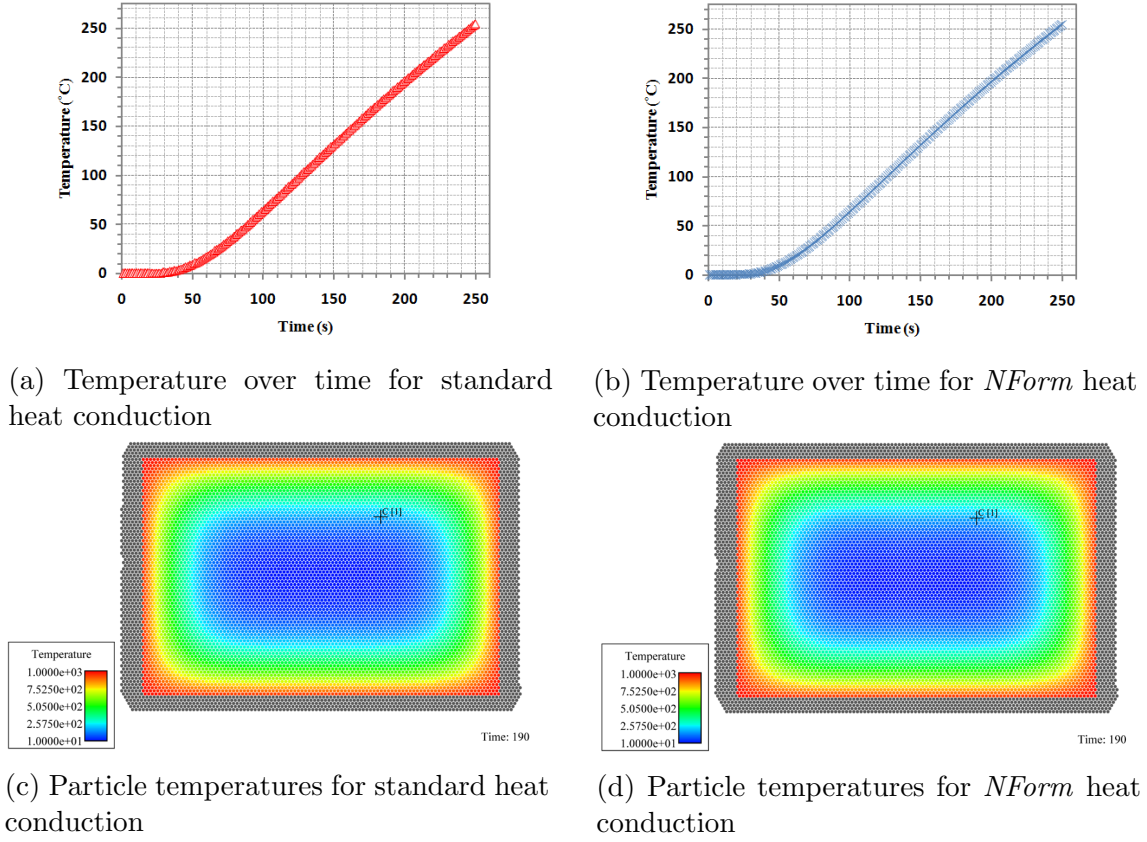 250
200
150
100
50
0
Temperature (°C)
0 50 100 150 200 250
Time (s)
250
200
150
100
50
0
Temperature (°C)
0 50 100 150 200 250
Time (s)
(a) Temperature over time for standard
heat conduction
(b) Temperature over time for NForm heat
conduction
C [1]
Temperature
1.0000e+03
7.5250e+02
5.0500e+02
2.5750e+02
1.0000e+01
Time: 190
C [1]
Temperature
1.0000e+03
7.5250e+02
5.0500e+02
2.5750e+02
1.0000e+01
Time: 190
(c) Particle temperatures for standard heat
conduction
(d) Particle temperatures for NForm heat
conduction